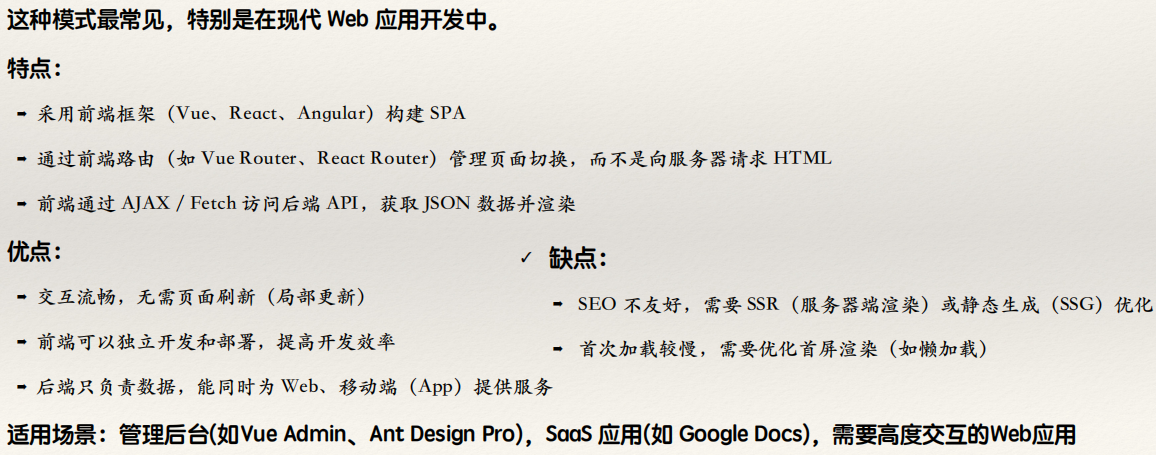 这种模式最常见，特别是在现代 Web 应用开发中。
特点：
➡ 采用前端框架（Vue、React、Angular）构建 SPA
➡ 通过前端路由（如 Vue Router、React Router）管理页面切换，而不是向服务器请求 HTML
➡ 前端通过 AJAX / Fetch 访问后端 API，获取 JSON 数据并渲染
优点：
➡ 交互流畅，无需页面刷新（局部更新）
➡ 前端可以独立开发和部署，提高开发效率
➡ 后端只负责数据，能同时为 Web、移动端（App）提供服务
✓ 缺点：
➡ SEO 不友好，需要 SSR（服务器端渲染）或静态生成（SSG）优化
➡ 首次加载较慢，需要优化首屏渲染（如懒加载）
适用场景：管理后台(如Vue Admin、Ant Design Pro)，SaaS 应用(如 Google Docs)，需要高度交互的Web应用